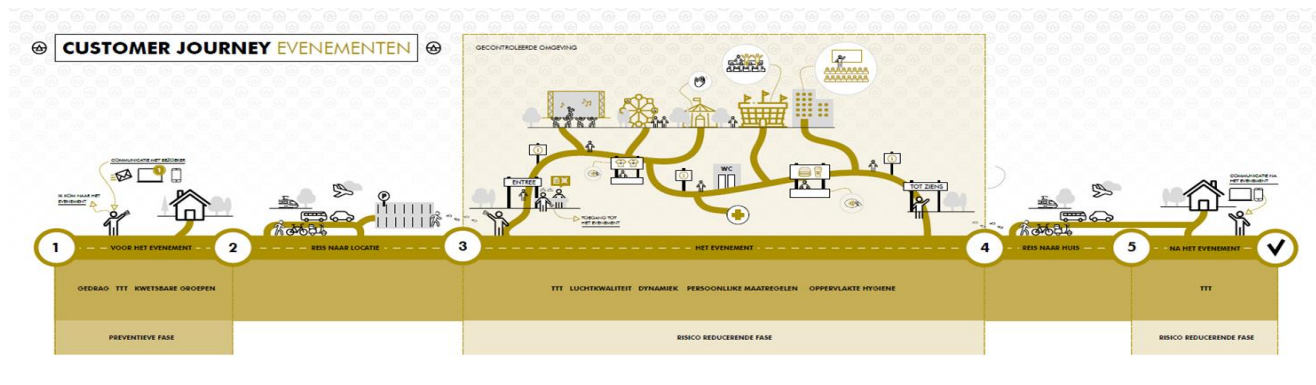 CUSTOMER JOURNEY EVENEMENTEN
GECONTROLEERDE OMGEVING
COMMUNICATIE MET BEZOEKER
1
IK KOM NAAR HET
EVENEMENT
P
ENTREE
TOEGANG TOT
HET EVENEMENT
WC
TOT ZIENS
COMMUNICATIE NA
HET EVENEMENT
1 VOOR HET EVENEMENT 2 REIS NAAR LOCATIE 3 HET EVENEMENT 4 REIS NAAR HUIS 5 NA HET EVENEMENT
GEDRAG TTT KWETSBARE GROEPEN
TTT LUCHTKWALITEIT DYNAMIEK PERSOONLIJKE MAATREGELEN OPPERVLAKTE HYGIENE
TTT
PREVENTIEVE FASE
RISICO REDUCERENDE FASE
RISICO REDUCERENDE FASE